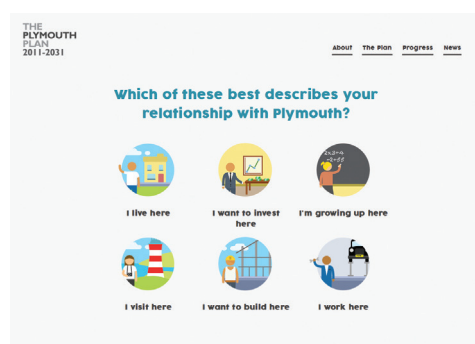 THE
PLYMOUTH
PLAN
2011-2031
About The Plan Progress News
Which of these best describes your
relationship with Plymouth?
I live here
I want to invest
here
I'm growing up here
I visit here
I want to build here
I work here